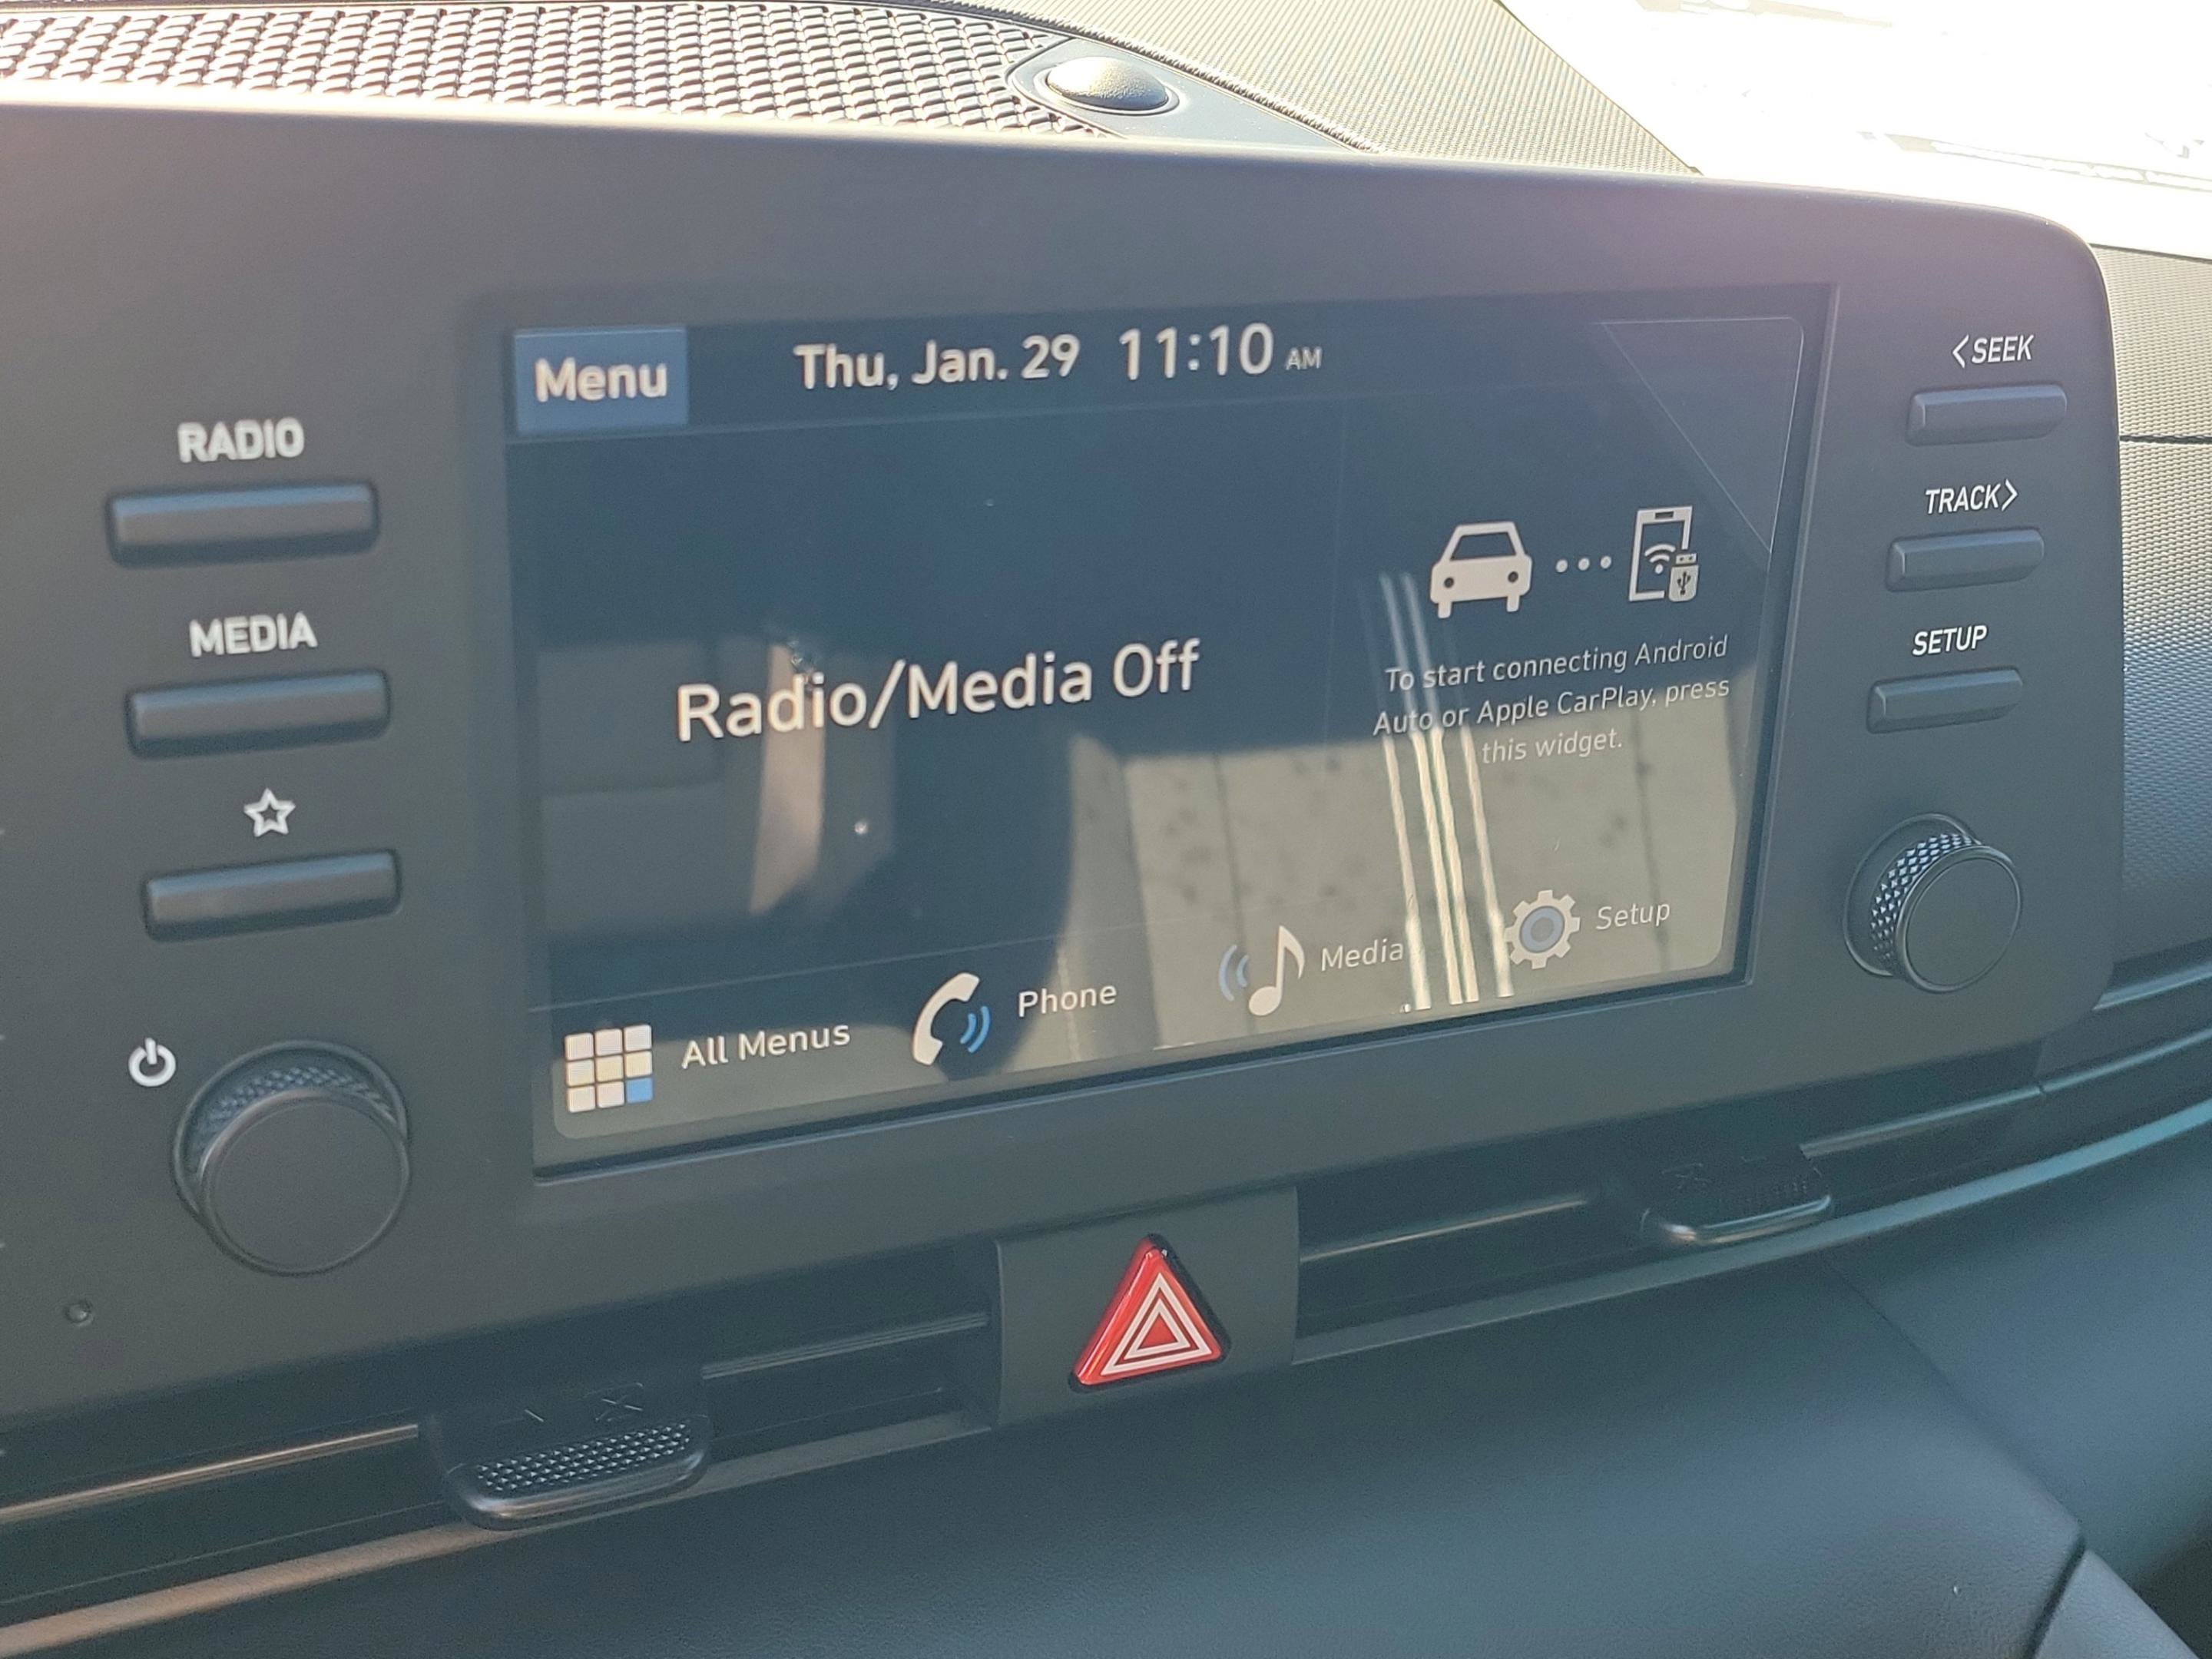 Menu
Thu, Jan. 29 11:10 AM
RADIO
MEDIA
Radio/Media Off
To start connecting Android
Auto or Apple CarPlay, press
this widget.
All Menus
Phone
Media
Setup
<SEEK
TRACK>
SETUP